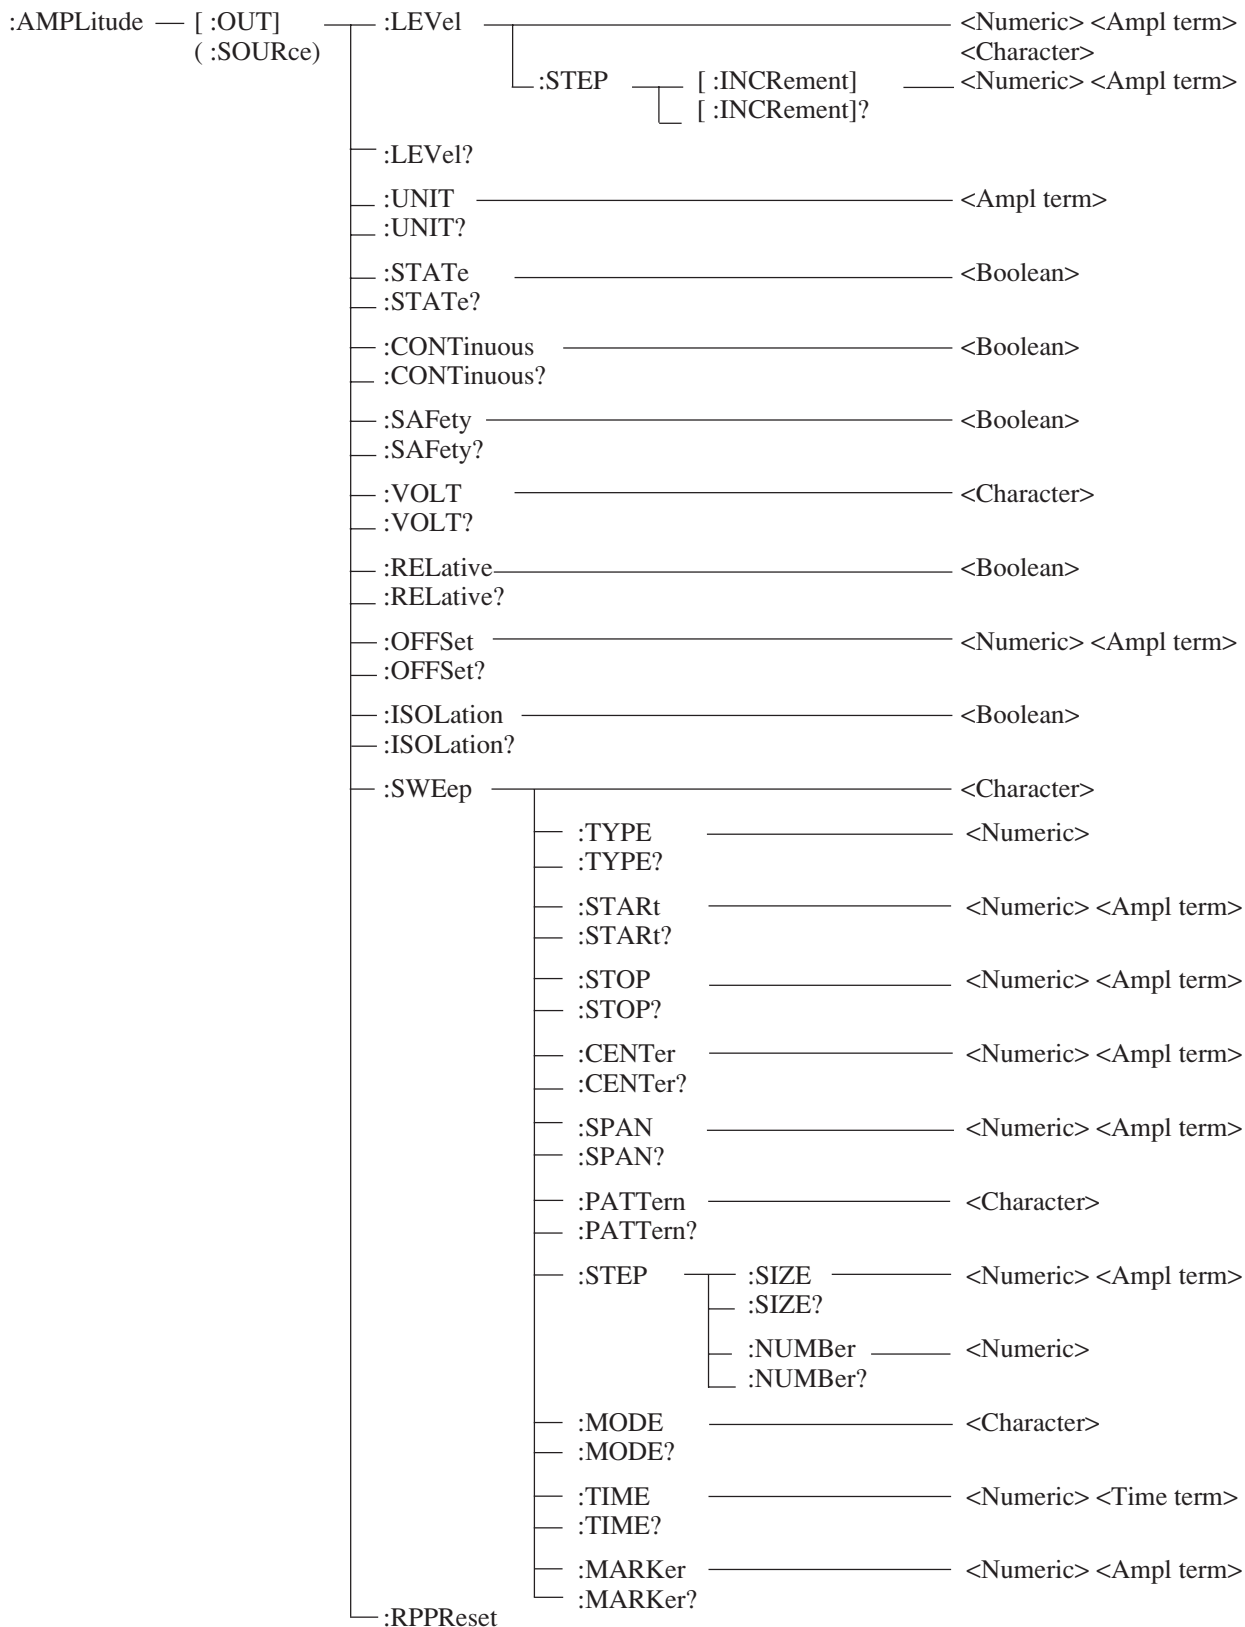 :AMPLitude [ :OUT] :LEVel <Numeric> <Ampl term>
( :SOURce) <Character>
:STEP [ :INCRement] <Numeric> <Ampl term>
[ :INCRement]?
:LEVel?
:UNIT <Ampl term>
:UNIT?
:STATe <Boolean>
:STATe?
:CONTinuous <Boolean>
:CONTinuous?
:SAFety <Boolean>
:SAFety?
:VOLT <Character>
:VOLT?
:RELative <Boolean>
:RELative?
:OFFSet <Numeric> <Ampl term>
:OFFSet?
:ISOLation <Boolean>
:ISOLation?
:SWEep <Character>
:TYPE <Numeric>
:TYPE?
:STARt <Numeric> <Ampl term>
:STARt?
:STOP <Numeric> <Ampl term>
:STOP?
:CENTer <Numeric> <Ampl term>
:CENTer?
:SPAN <Numeric> <Ampl term>
:SPAN?
:PATTern <Character>
:PATTern?
:STEP :SIZE <Numeric> <Ampl term>
:SIZE?
:NUMBer <Numeric>
:NUMBer?
:MODE <Character>
:MODE?
:TIME <Numeric> <Time term>
:TIME?
:MARKer <Numeric> <Ampl term>
:MARKer?
:RPPReset